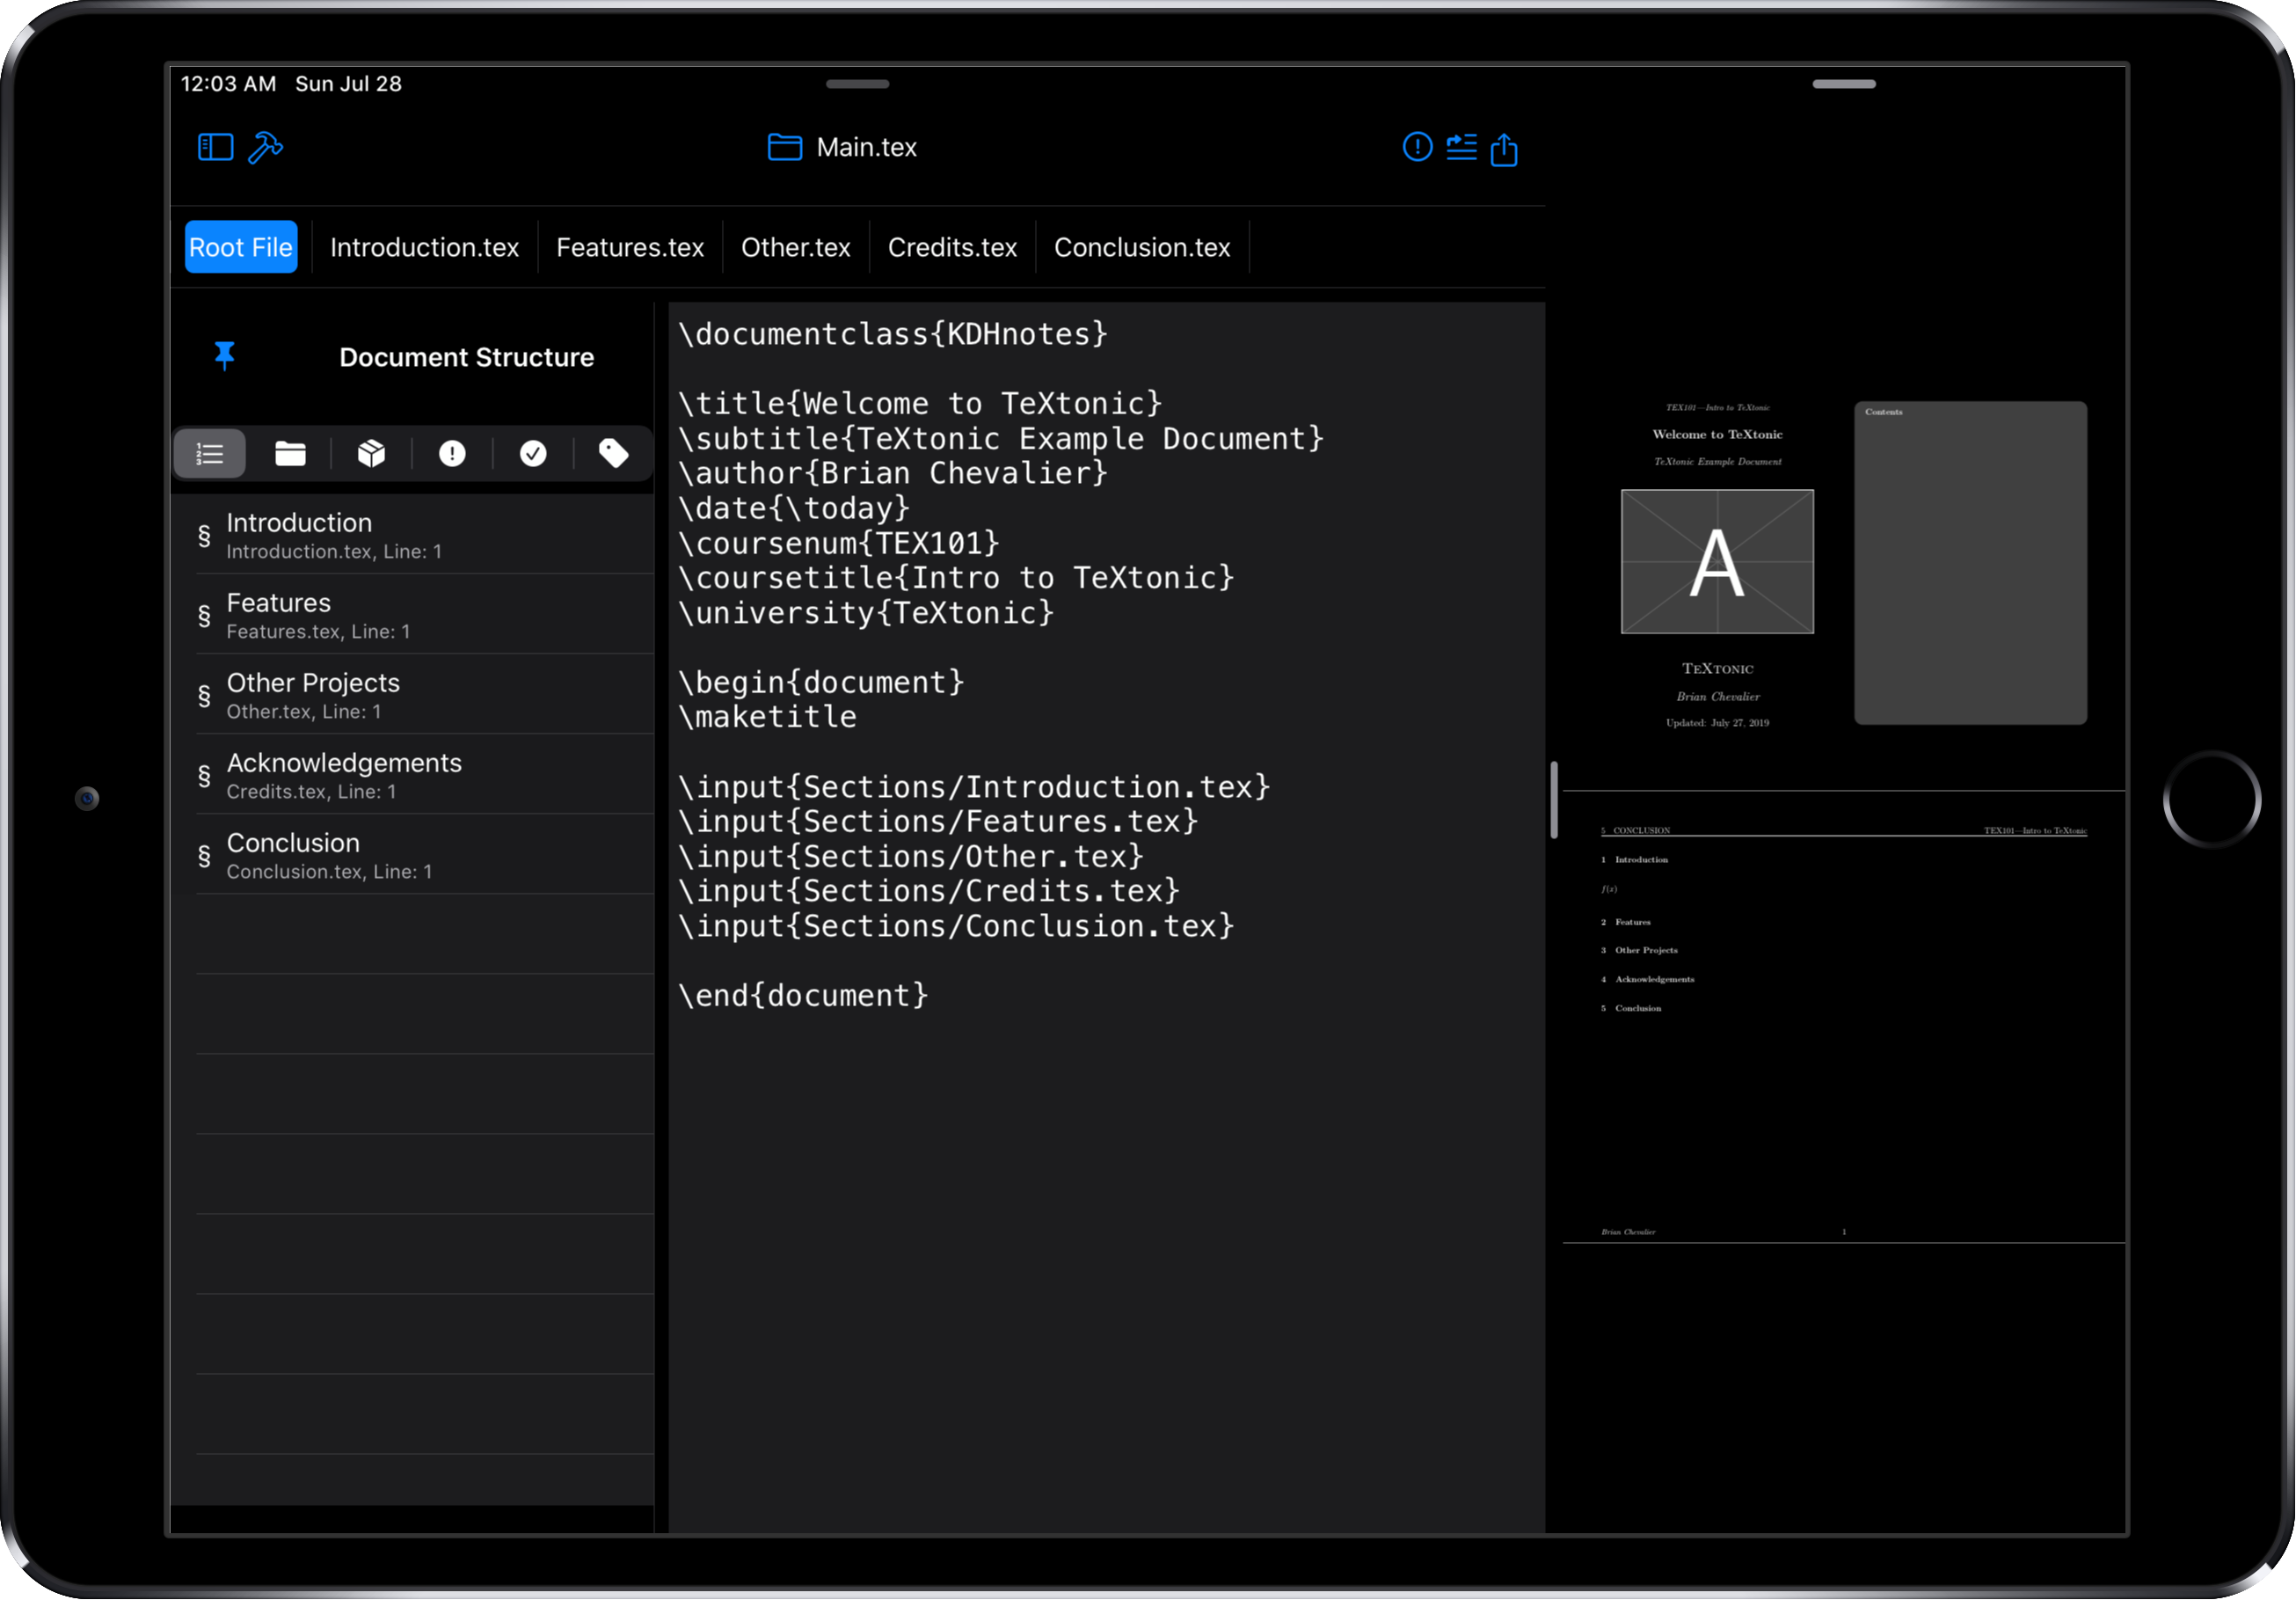 12:03 AM Sun Jul 28
Main.tex
Root File Introduction.tex Features.tex Other.tex Credits.tex Conclusion.tex
Document Structure
§ Introduction
Introduction.tex, Line: 1
§ Features
Features.tex, Line: 1
§ Other Projects
Other.tex, Line: 1
§ Acknowledgements
Credits.tex, Line: 1
§ Conclusion
Conclusion.tex, Line: 1
\documentclass{KDHnotes}
\title{Welcome to TeXtonic}
\subtitle{TeXtonic Example Document}
\author{Brian Chevalier}
\date{\today}
\coursenum{TEX101}
\coursetitle{Intro to TeXtonic}
\university{TeXtonic}
\begin{document}
\maketitle
\input{Sections/Introduction.tex}
\input{Sections/Features.tex}
\input{Sections/Other.tex}
\input{Sections/Credits.tex}
\input{Sections/Conclusion.tex}
\end{document}
TEX101—Intro to TeXtonic
Welcome to TeXtonic
TeXtonic Example Document
A
TEXTONIC
Brian Chevalier
Updated: July 27, 2019
Contents
5 CONCLUSION TEX101—Intro to TeXtonic
1 Introduction
f(x)
2 Features
3 Other Projects
4 Acknowledgements
5 Conclusion
Brian Chevalier 1